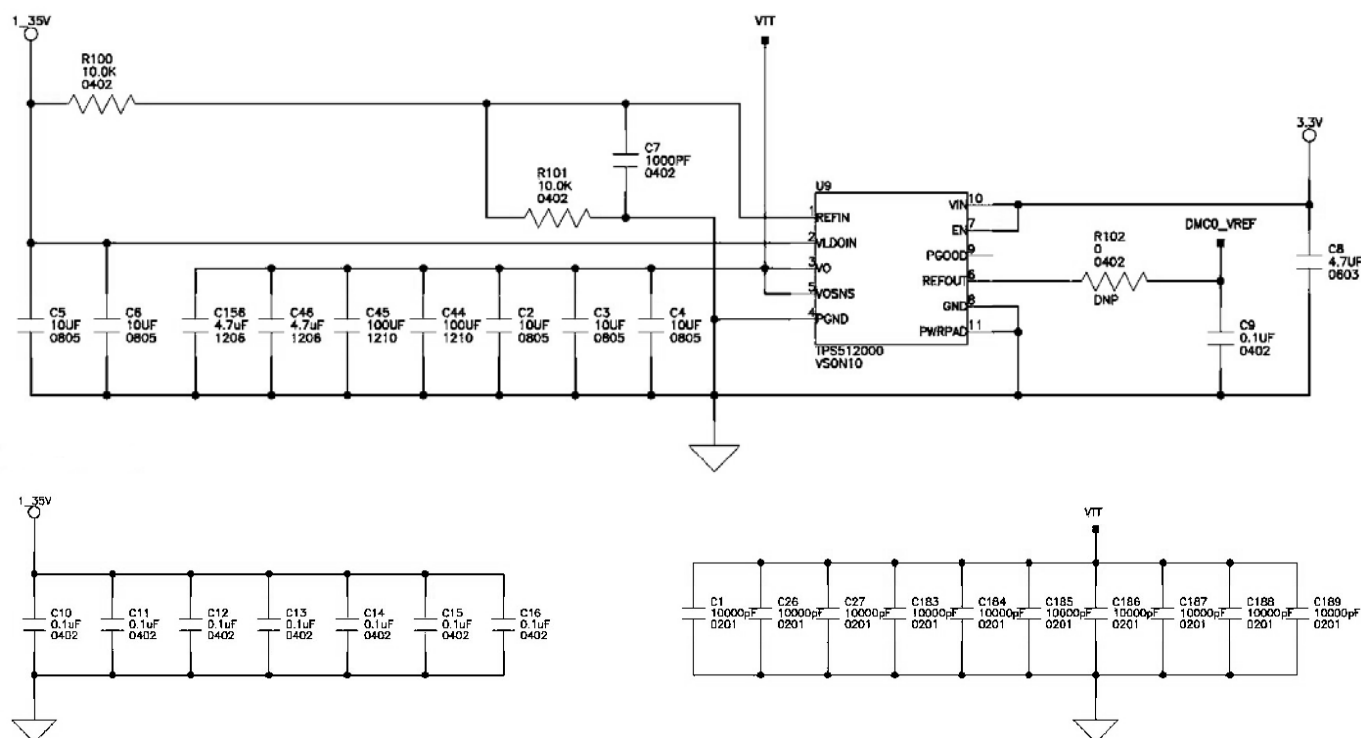 1_35V
R100
10.0K
0402
VTT
C7
1000PF
0402
R101
10.0K
0402
3.3V
U9
1 REFIN
2 VLDOIN
3 VO
5 VOSNS
4 PGND
VIN 10
EN 7
PGOOD 9
REFOUT 6
GND 8
PWRPAD 11
TPS512000
VSON10
R102
0
0402
DNP
DMC0_VREF
C8
4.7UF
0603
C9
0.1UF
0402
C5
10UF
0805
C6
10UF
0805
C156
4.7uF
1206
C46
4.7uF
1206
C45
100UF
1210
C44
100UF
1210
C2
10UF
0805
C3
10UF
0805
C4
10UF
0805
1_35V
C10
0.1uF
0402
C11
0.1uF
0402
C12
0.1uF
0402
C13
0.1uF
0402
C14
0.1uF
0402
C15
0.1uF
0402
C16
0.1uF
0402
VTT
C1
10000pF
0201
C26
10000pF
0201
C27
10000pF
0201
C183
10000pF
0201
C184
10000pF
0201
C185
10000pF
0201
C186
10000pF
0201
C187
10000pF
0201
C188
10000pF
0201
C189
10000pF
0201